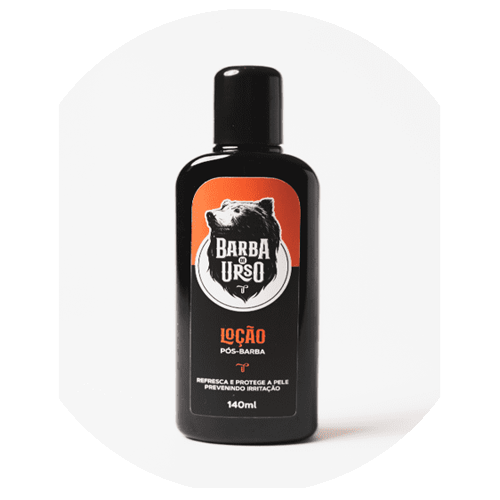 BARBA
DE
URSO
LOÇÃO
PÓS-BARBA
REFRESCA E PROTEGE A PELE
PREVENINDO IRRITAÇÃO
140ml